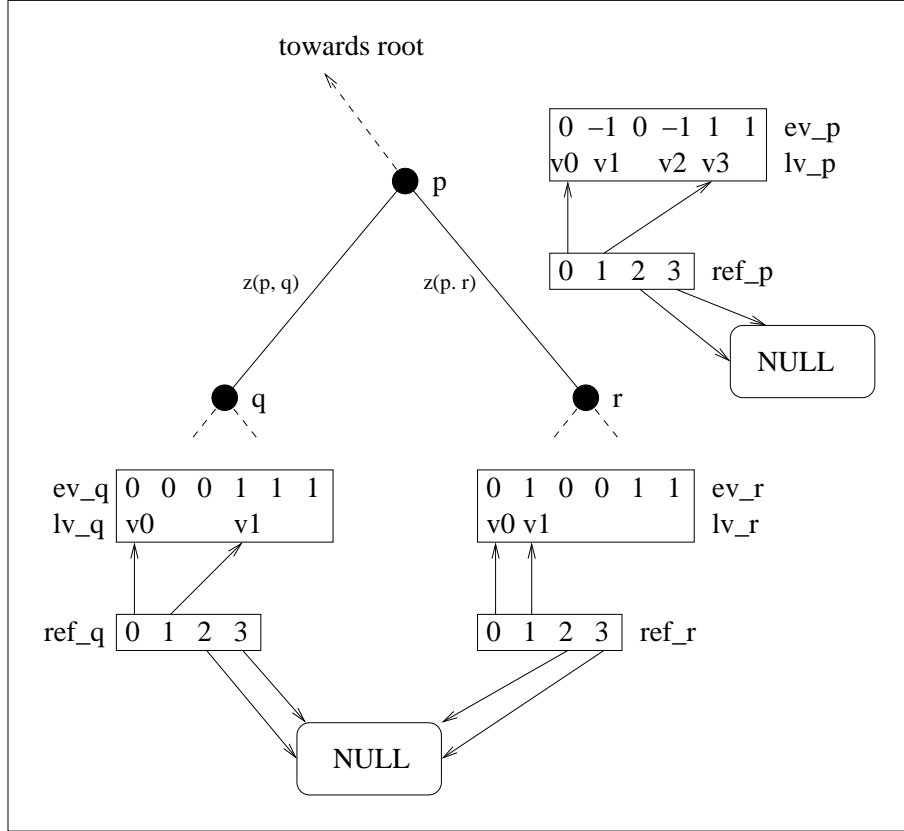 towards root
0 −1 0 −1 1 1 ev_p
v0 v1 v2 v3 lv_p
p
z(p, q) z(p. r)
0 1 2 3 ref_p
NULL
q r
ev_q 0 0 0 1 1 1
lv_q v0 v1
0 1 0 0 1 1 ev_r
v0 v1 lv_r
ref_q 0 1 2 3
0 1 2 3 ref_r
NULL